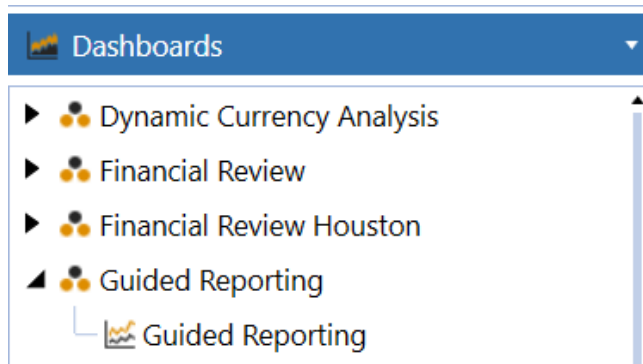 Dashboards
Dynamic Currency Analysis
Financial Review
Financial Review Houston
Guided Reporting
Guided Reporting